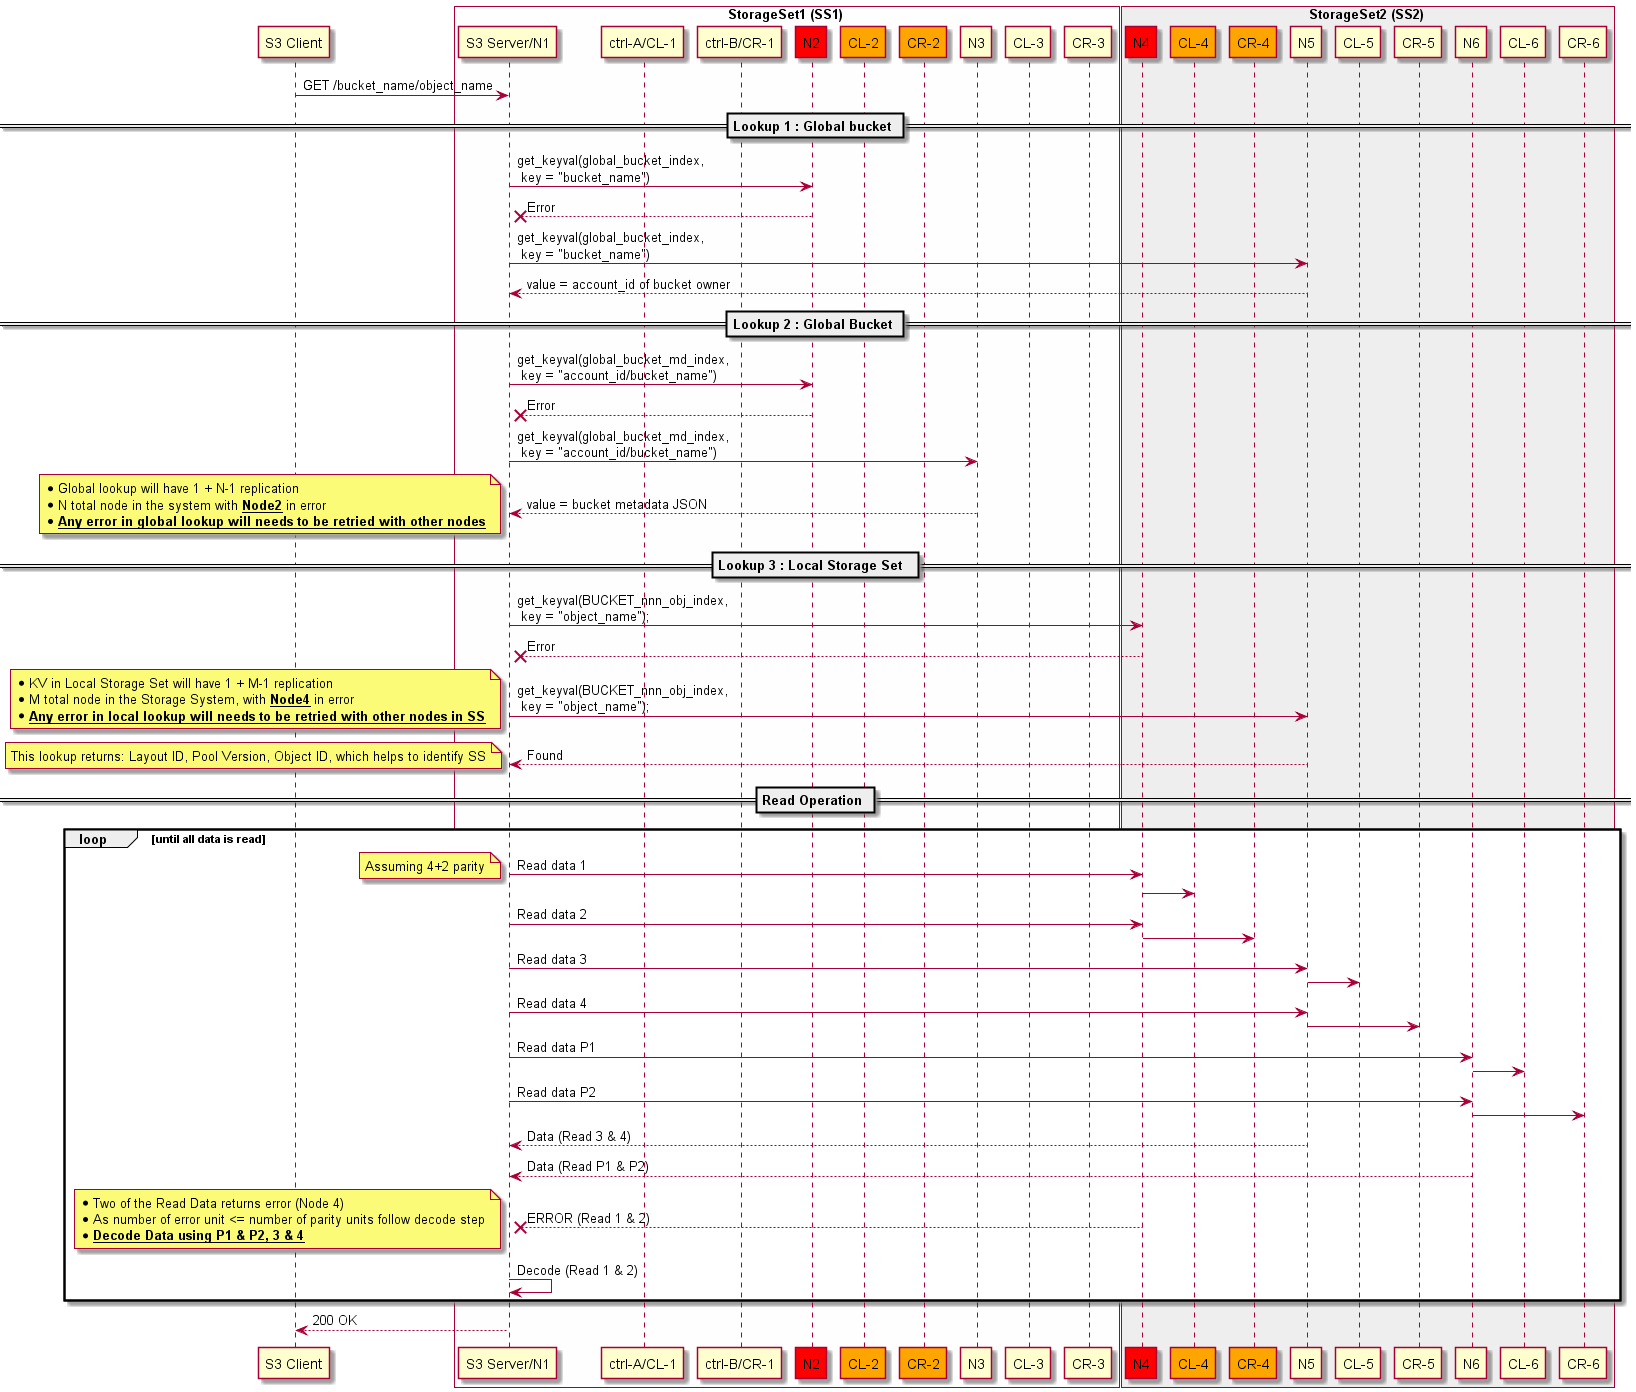 StorageSet1 (SS1)
StorageSet2 (SS2)
S3 Client
S3 Server/N1
ctrl-A/CL-1
ctrl-B/CR-1
N2
CL-2
CR-2
N3
CL-3
CR-3
N4
CL-4
CR-4
N5
CL-5
CR-5
N6
CL-6
CR-6
GET /bucket_name/object_name
Lookup 1 : Global bucket
get_keyval(global_bucket_index,
key = "bucket_name")
Error
get_keyval(global_bucket_index,
key = "bucket_name")
value = account_id of bucket owner
Lookup 2 : Global Bucket
get_keyval(global_bucket_md_index,
key = "account_id/bucket_name")
Error
get_keyval(global_bucket_md_index,
key = "account_id/bucket_name")
• Global lookup will have 1 + N-1 replication
• N total node in the system with Node2 in error
• Any error in global lookup will needs to be retried with other nodes
value = bucket metadata JSON
Lookup 3 : Local Storage Set
get_keyval(BUCKET_nnn_obj_index,
key = "object_name");
Error
• KV in Local Storage Set will have 1 + M-1 replication
• M total node in the Storage System, with Node4 in error
• Any error in local lookup will needs to be retried with other nodes in SS
get_keyval(BUCKET_nnn_obj_index,
key = "object_name");
This lookup returns: Layout ID, Pool Version, Object ID, which helps to identify SS
Found
Read Operation
loop
[until all data is read]
Assuming 4+2 parity
Read data 1
Read data 2
Read data 3
Read data 4
Read data P1
Read data P2
Data (Read 3 & 4)
Data (Read P1 & P2)
• Two of the Read Data returns error (Node 4)
• As number of error unit <= number of parity units follow decode step
• Decode Data using P1 & P2, 3 & 4
ERROR (Read 1 & 2)
Decode (Read 1 & 2)
200 OK
S3 Client
S3 Server/N1
ctrl-A/CL-1
ctrl-B/CR-1
N2
CL-2
CR-2
N3
CL-3
CR-3
N4
CL-4
CR-4
N5
CL-5
CR-5
N6
CL-6
CR-6